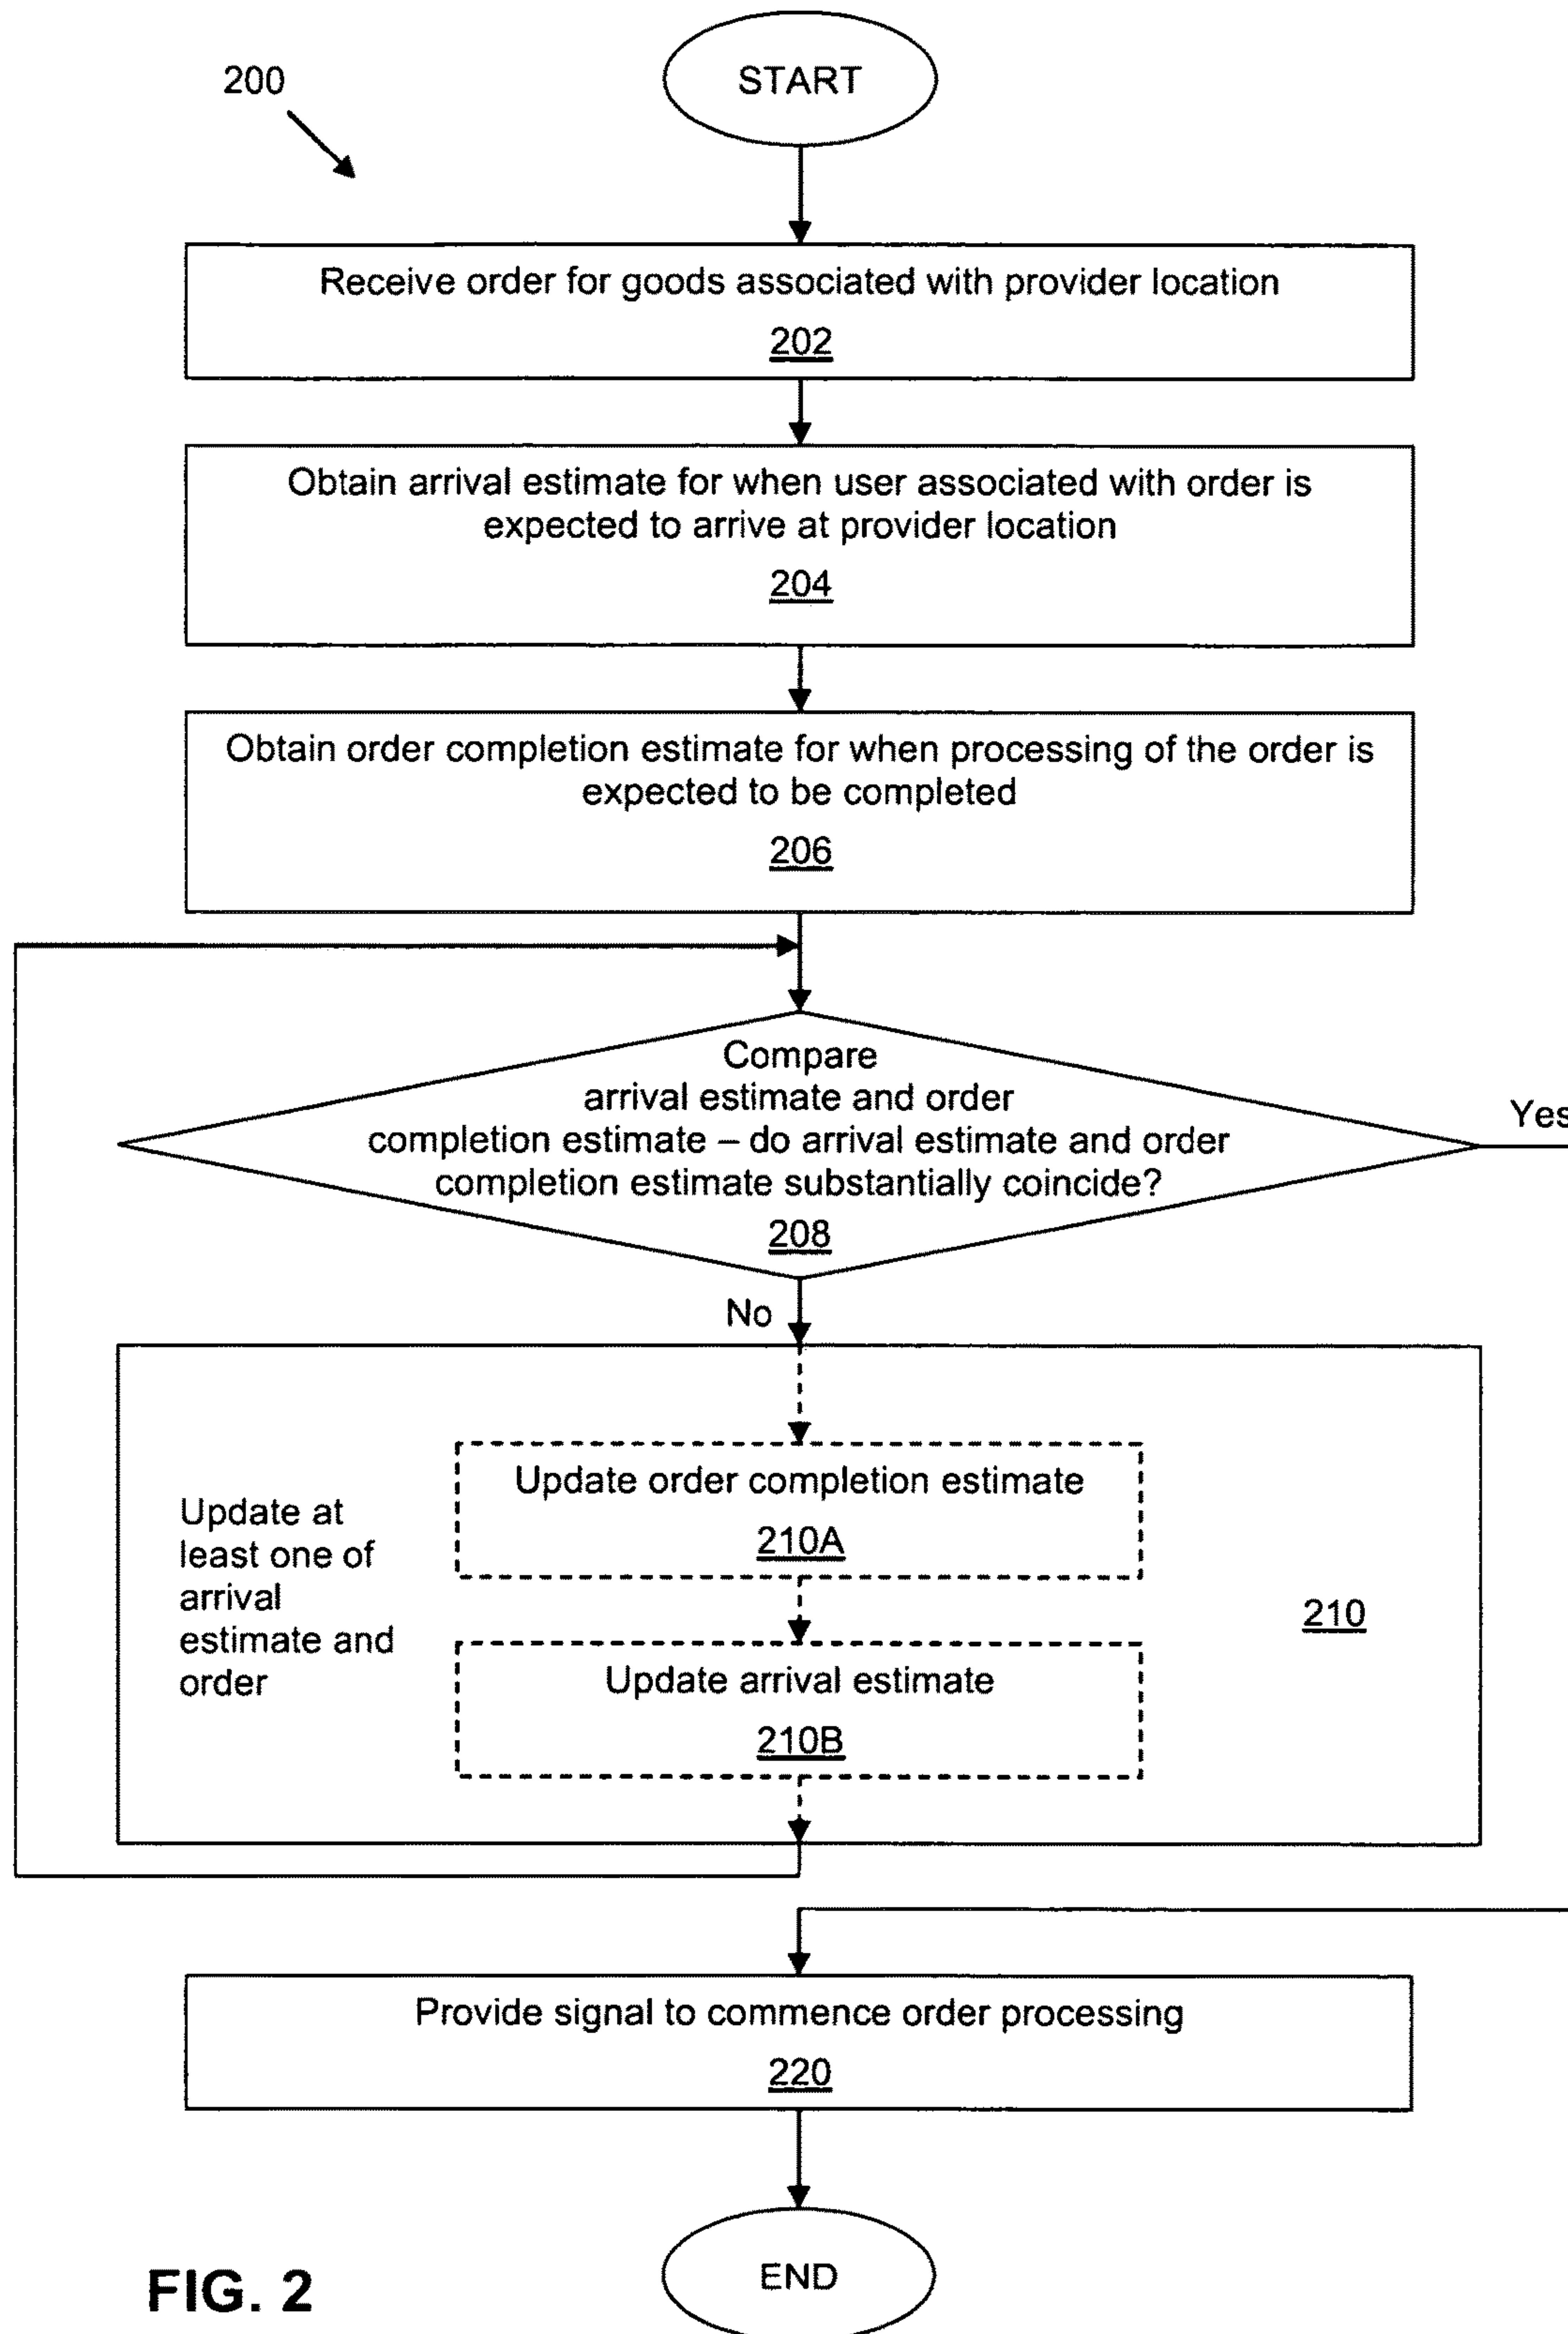 200
START
Receive order for goods associated with provider location
202
Obtain arrival estimate for when user associated with order is
expected to arrive at provider location
204
Obtain order completion estimate for when processing of the order is
expected to be completed
206
Compare
arrival estimate and order
completion estimate – do arrival estimate and order
completion estimate substantially coincide?
208
Yes
No
Update at
least one of
arrival
estimate and
order
Update order completion estimate
210A
Update arrival estimate
210B
210
Provide signal to commence order processing
220
END
FIG. 2